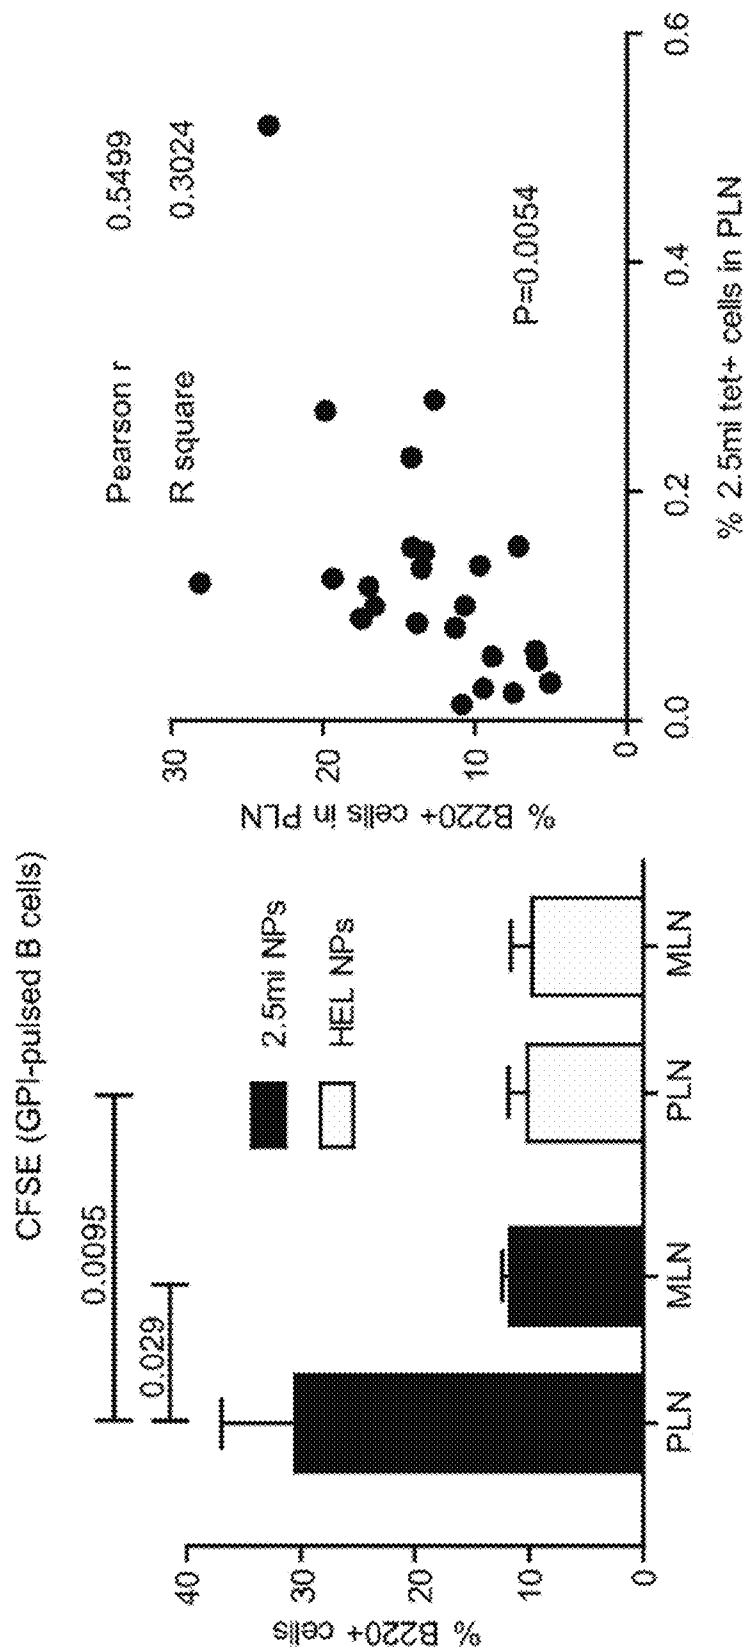 CFSE (GPI-pulsed B cells)
0.0095
0.029
2.5mi NPs
HEL NPs
40
30
20
10
0
% B220+ cells
PLN
MLN
PLN
MLN
Pearson r 0.5499
R square 0.3024
P=0.0054
30
20
10
0
% B220+ cells in PLN
0.0
0.2
0.4
0.6
% 2.5mi tet+ cells in PLN